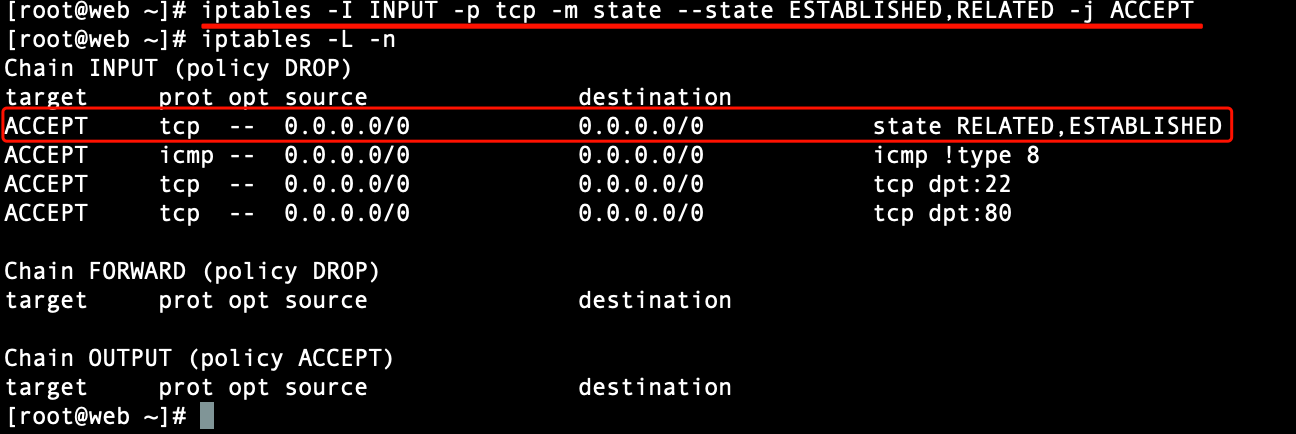 [root@web ~]# iptables -I INPUT -p tcp -m state --state ESTABLISHED,RELATED -j ACCEPT
[root@web ~]# iptables -L -n
Chain INPUT (policy DROP)
target     prot opt source               destination
ACCEPT     tcp  --  0.0.0.0/0            0.0.0.0/0            state RELATED,ESTABLISHED
ACCEPT     icmp --  0.0.0.0/0            0.0.0.0/0            icmp !type 8
ACCEPT     tcp  --  0.0.0.0/0            0.0.0.0/0            tcp dpt:22
ACCEPT     tcp  --  0.0.0.0/0            0.0.0.0/0            tcp dpt:80
Chain FORWARD (policy DROP)
target     prot opt source               destination
Chain OUTPUT (policy ACCEPT)
target     prot opt source               destination
[root@web ~]#